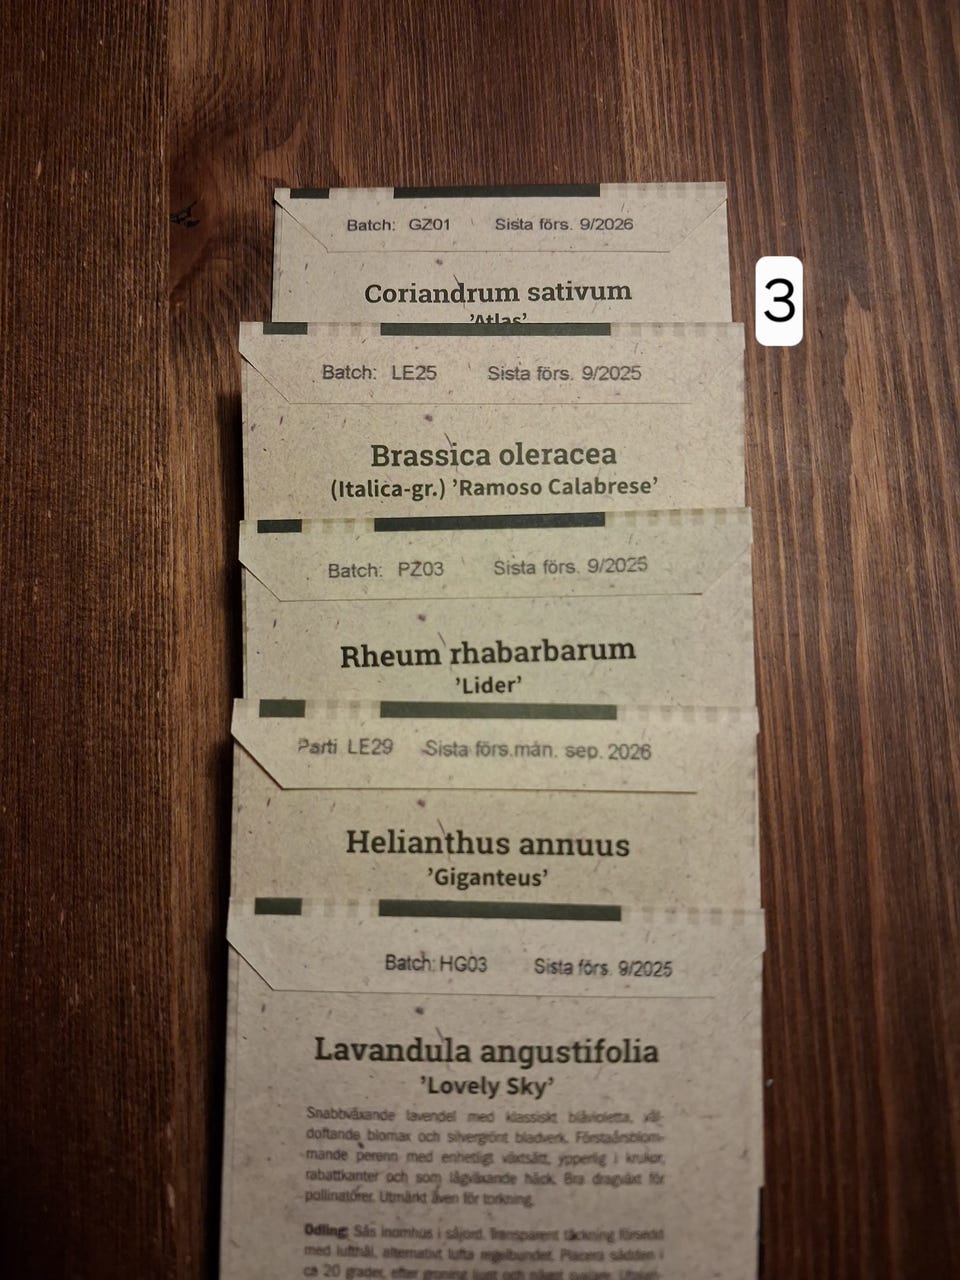 Batch: GZ01 Sista förs. 9/2026
Coriandrum sativum
’Atlas’
3
Batch: LE25 Sista förs. 9/2025
Brassica oleracea
(Italica-gr.) ’Ramoso Calabrese’
Batch: PZ03 Sista förs. 9/2025
Rheum rhabarbarum
’Lider’
Parti LE29 Sista förs.mån. sep. 2026
Helianthus annuus
’Giganteus’
Batch: HG03 Sista förs. 9/2025
Lavandula angustifolia
’Lovely Sky’
Snabbväxande lavendel med klassiskt blåvioletta, väl-
doftande blomax och silvergrönt bladverk. Förstaårsblom-
mande perenn med enhetligt växtsätt, ypperlig i krukor,
rabattkanter och som lågväxande häck. Bra dragväxt för
pollinatörer. Utmärkt även för torkning.
Odling: Sås inomhus i såjord. Transparent täckning försedd
med lufthål, alternativt lufta regelbundet. Placera sådden i
ca 20 grader, efter groning ljust och något svalare.